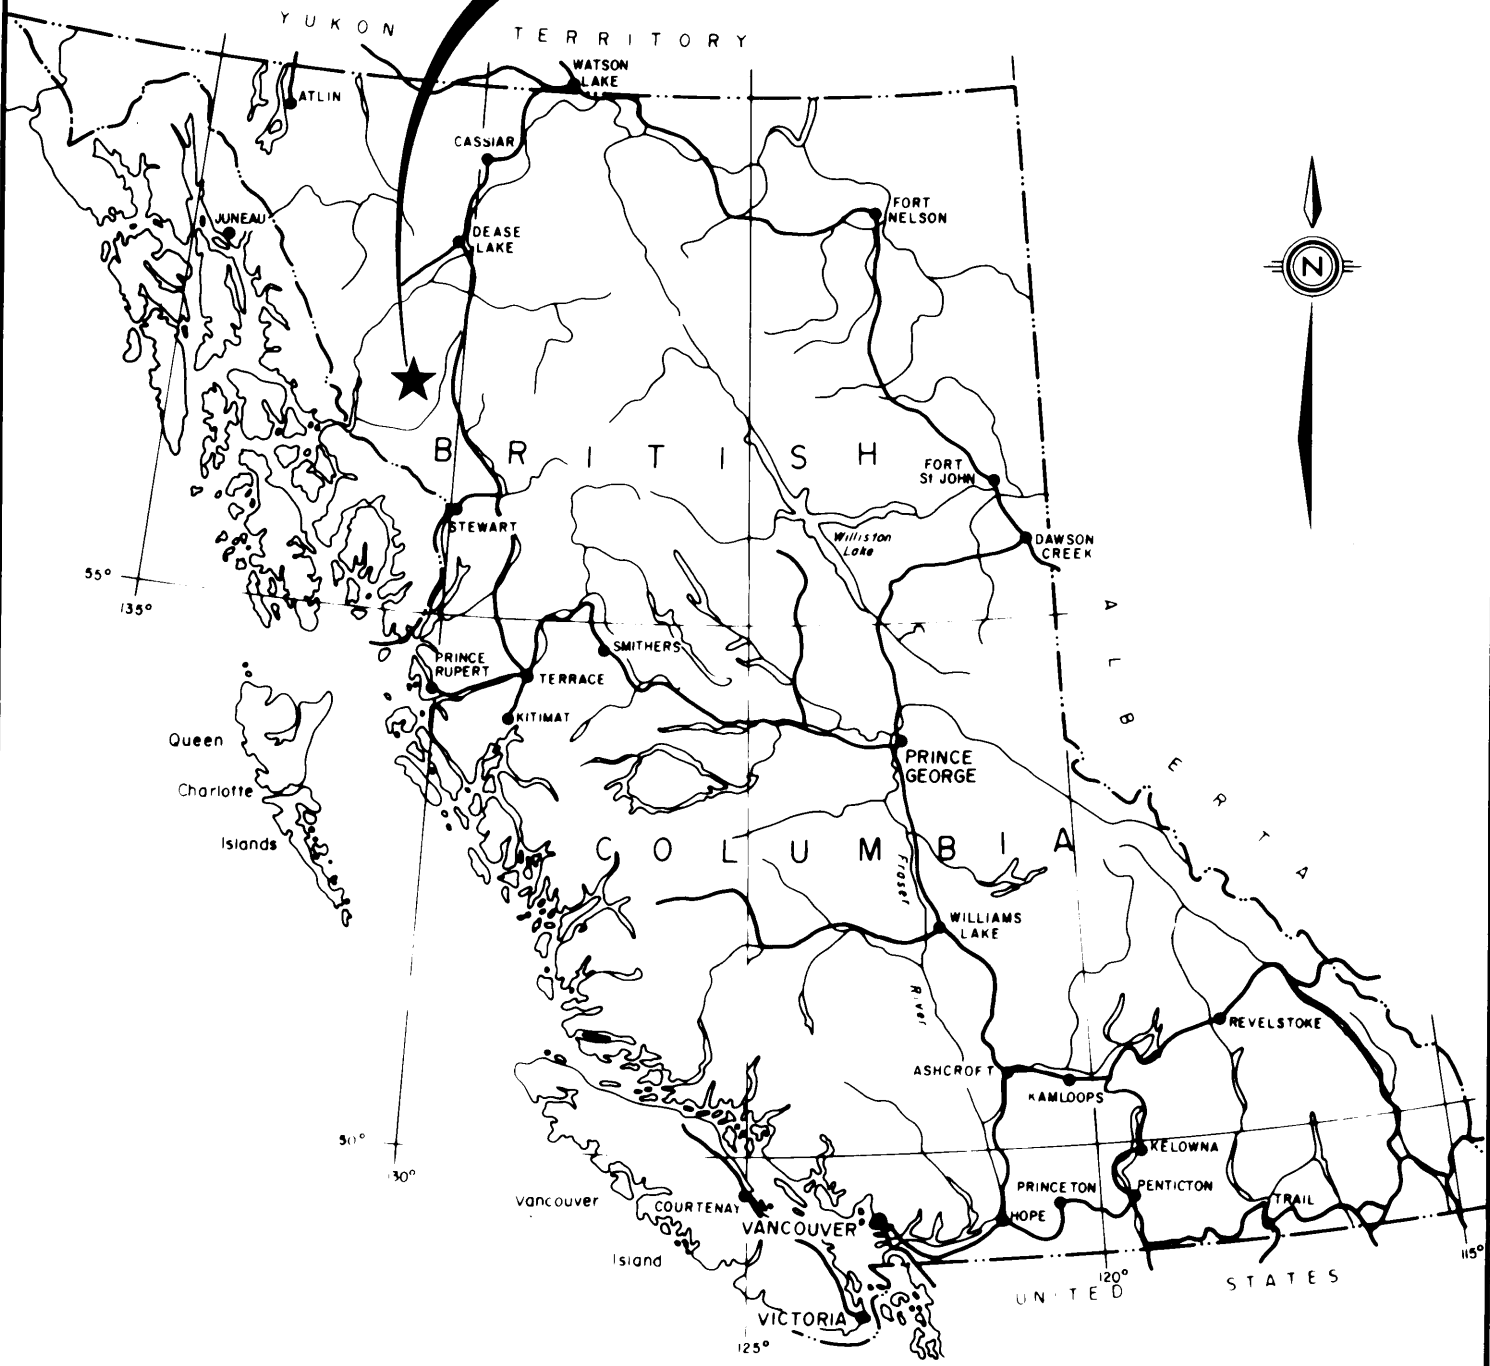 YUKON TERRITORY
WATSON
LAKE
ATLIN
CASSIAR
JUNEAU
DEASE
LAKE
FORT
NELSON
N
BRITISH
FORT
St JOHN
STEWART
Williston
Lake
DAWSON
CREEK
55°
135°
ALBERTA
SMITHERS
PRINCE
RUPERT
TERRACE
KITIMAT
Queen
Charlotte
Islands
PRINCE
GEORGE
COLUMBIA
Fraser
River
WILLIAMS
LAKE
REVELSTOKE
ASHCROFT
KAMLOOPS
50°
130°
KELOWNA
PRINCETON
PENTICTON
TRAIL
Vancouver
Island
COURTENAY
VANCOUVER
HOPE
115°
120°
UNITED STATES
VICTORIA
125°